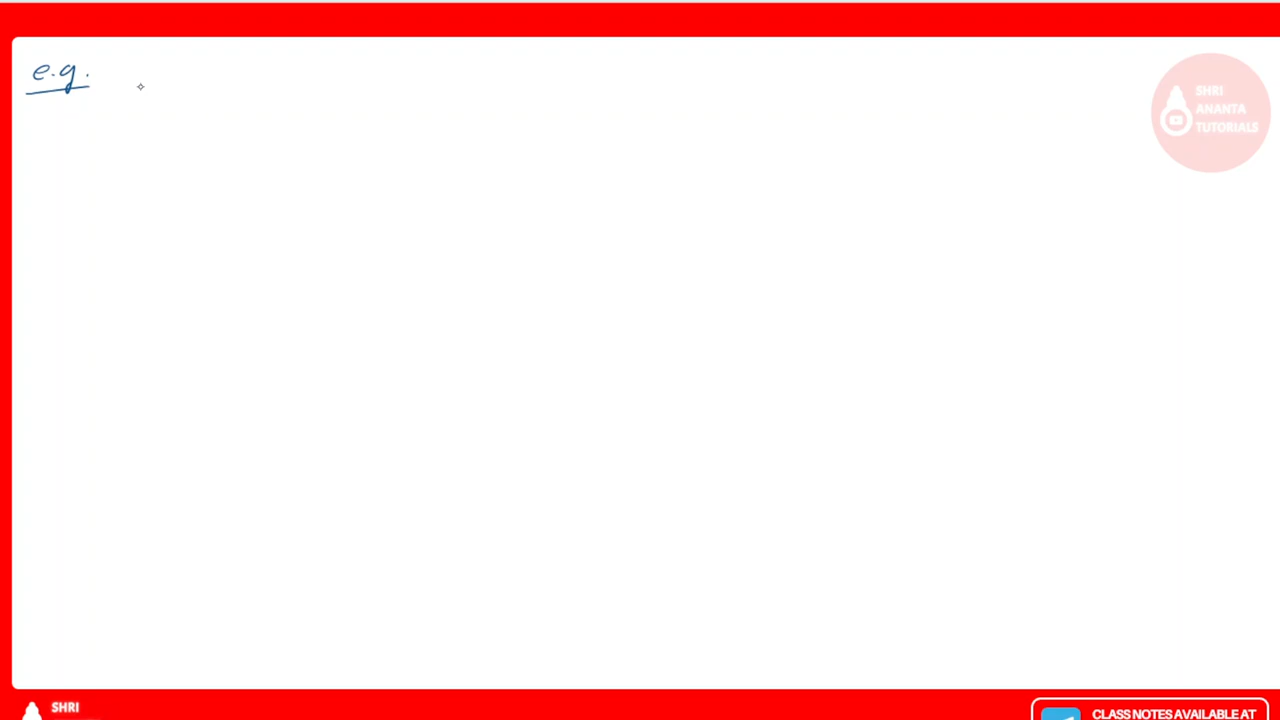 e.g.
SHRI
ANANTA
TUTORIALS
SHRI
CLASS NOTES AVAILABLE AT